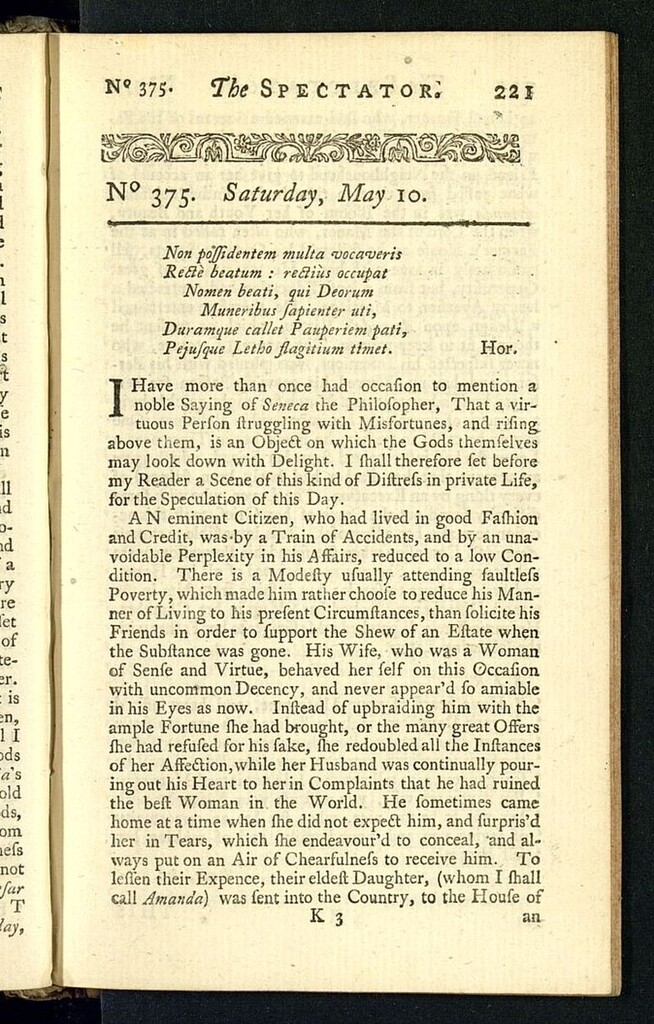 Nº 375. The SPECTATOR. 221
Nº 375. Saturday, May 10.
Non poſſidentem multa vocaveris
Rectè beatum : rectius occupat
Nomen beati, qui Deorum
Muneribus ſapienter uti,
Duramque callet Pauperiem pati,
Pejuſque Letho flagitium timet. Hor.
I Have more than once had occaſion to mention a
noble Saying of Seneca the Philoſopher, That a vir-
tuous Perſon ſtruggling with Misfortunes, and riſing
above them, is an Object on which the Gods themſelves
may look down with Delight. I ſhall therefore ſet before
my Reader a Scene of this kind of Diſtreſs in private Life,
for the Speculation of this Day.
AN eminent Citizen, who had lived in good Faſhion
and Credit, was by a Train of Accidents, and by an una-
voidable Perplexity in his Affairs, reduced to a low Con-
dition. There is a Modeſty uſually attending faultleſs
Poverty, which made him rather chooſe to reduce his Man-
ner of Living to his preſent Circumſtances, than ſolicite his
Friends in order to ſupport the Shew of an Eſtate when
the Subſtance was gone. His Wife, who was a Woman
of Senſe and Virtue, behaved her ſelf on this Occaſion
with uncommon Decency, and never appear'd ſo amiable
in his Eyes as now. Inſtead of upbraiding him with the
ample Fortune ſhe had brought, or the many great Offers
ſhe had refuſed for his ſake, ſhe redoubled all the Inſtances
of her Affection, while her Husband was continually pour-
ing out his Heart to her in Complaints that he had ruined
the beſt Woman in the World. He ſometimes came
home at a time when ſhe did not expect him, and ſurpris'd
her in Tears, which ſhe endeavour'd to conceal, and al-
ways put on an Air of Chearfulneſs to receive him. To
leſſen their Expence, their eldeſt Daughter, (whom I ſhall
call Amanda) was ſent into the Country, to the Houſe of
K 3 an